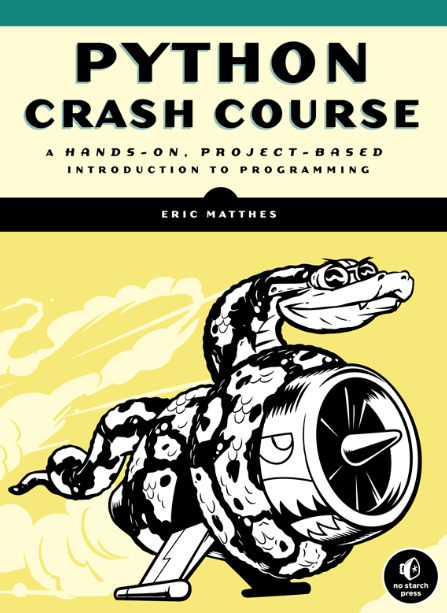 PYTHON
CRASH COURSE
A HANDS-ON, PROJECT-BASED
INTRODUCTION TO PROGRAMMING
ERIC MATTHES
no starch
press